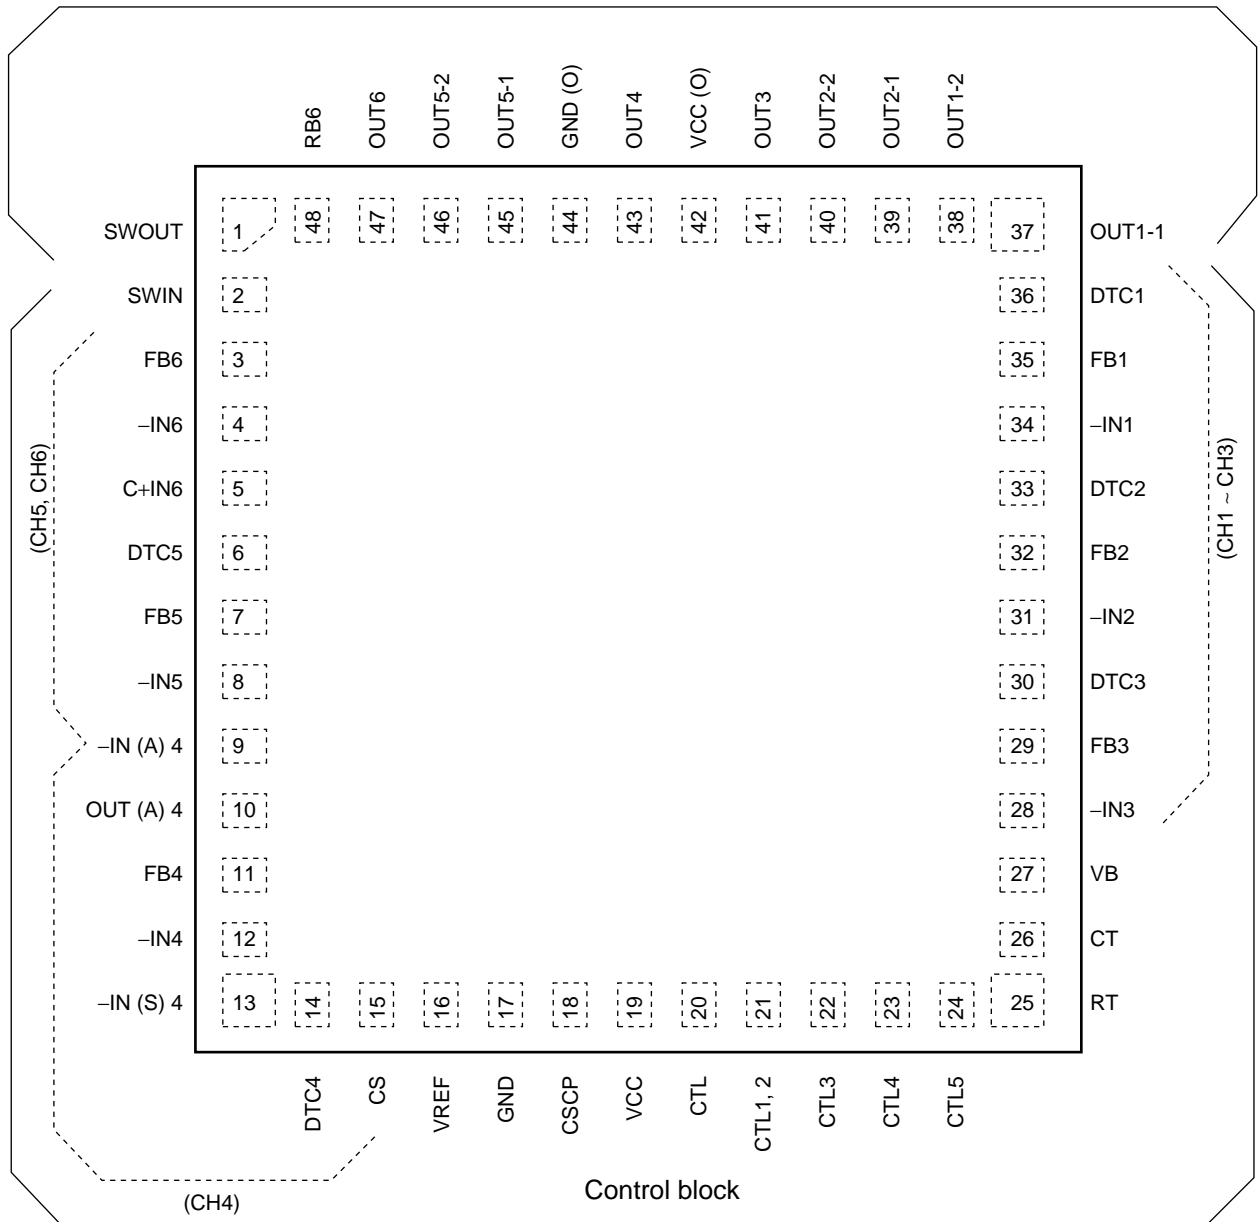 RB6
OUT6
OUT5-2
OUT5-1
GND (O)
OUT4
VCC (O)
OUT3
OUT2-2
OUT2-1
OUT1-2
48
47
46
45
44
43
42
41
40
39
38
SWOUT 1
37 OUT1-1
SWIN 2
36 DTC1
FB6 3
35 FB1
−IN6 4
34 −IN1
C+IN6 5
33 DTC2
DTC5 6
32 FB2
FB5 7
31 −IN2
−IN5 8
30 DTC3
−IN (A) 4 9
29 FB3
OUT (A) 4 10
28 −IN3
FB4 11
27 VB
−IN4 12
26 CT
−IN (S) 4 13
25 RT
(CH5, CH6)
(CH1 ~ CH3)
14
15
16
17
18
19
20
21
22
23
24
DTC4
CS
VREF
GND
CSCP
VCC
CTL
CTL1, 2
CTL3
CTL4
CTL5
(CH4)
Control block